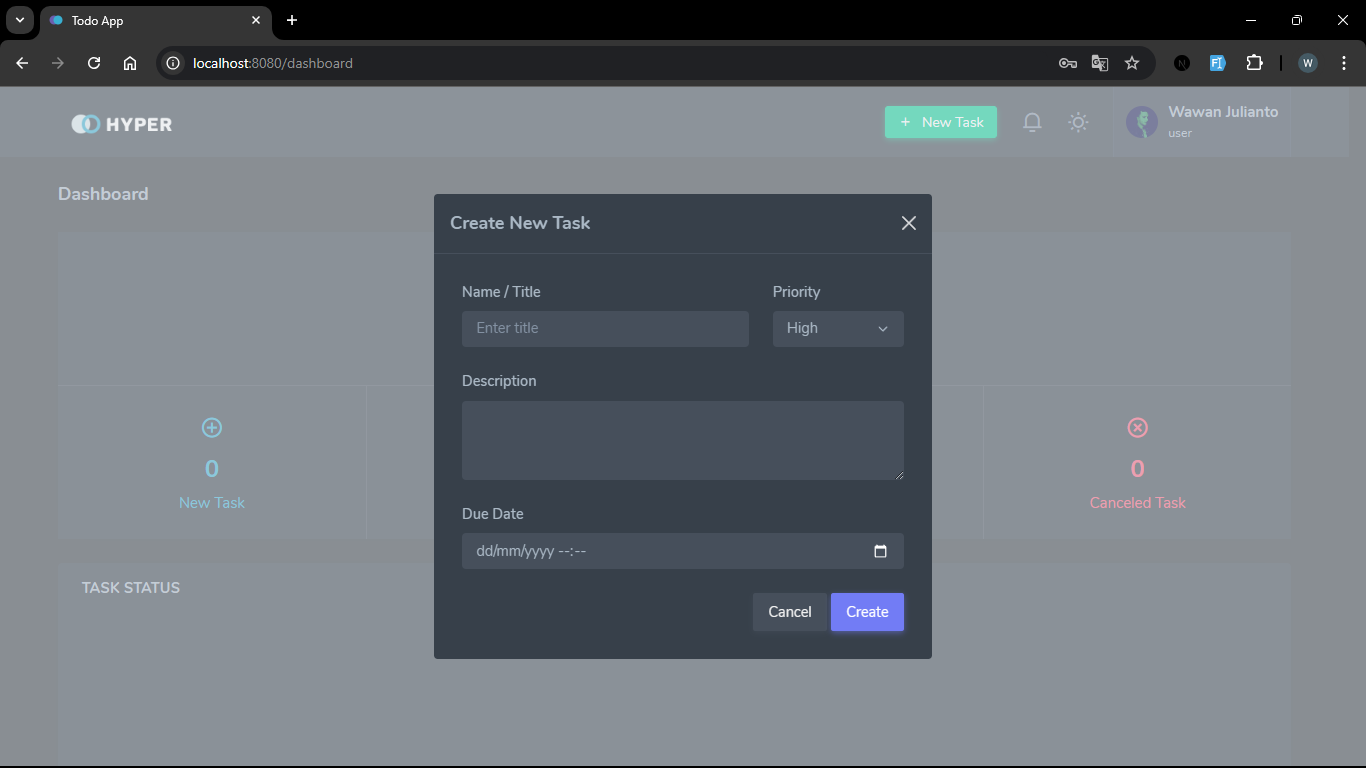 Todo App
localhost:8080/dashboard
W
HYPER
+ New Task
Wawan Julianto
user
Dashboard
Create New Task
Name / Title
Priority
Enter title
High
Description
0
New Task
0
Canceled Task
Due Date
dd/mm/yyyy --:--
TASK STATUS
Cancel
Create